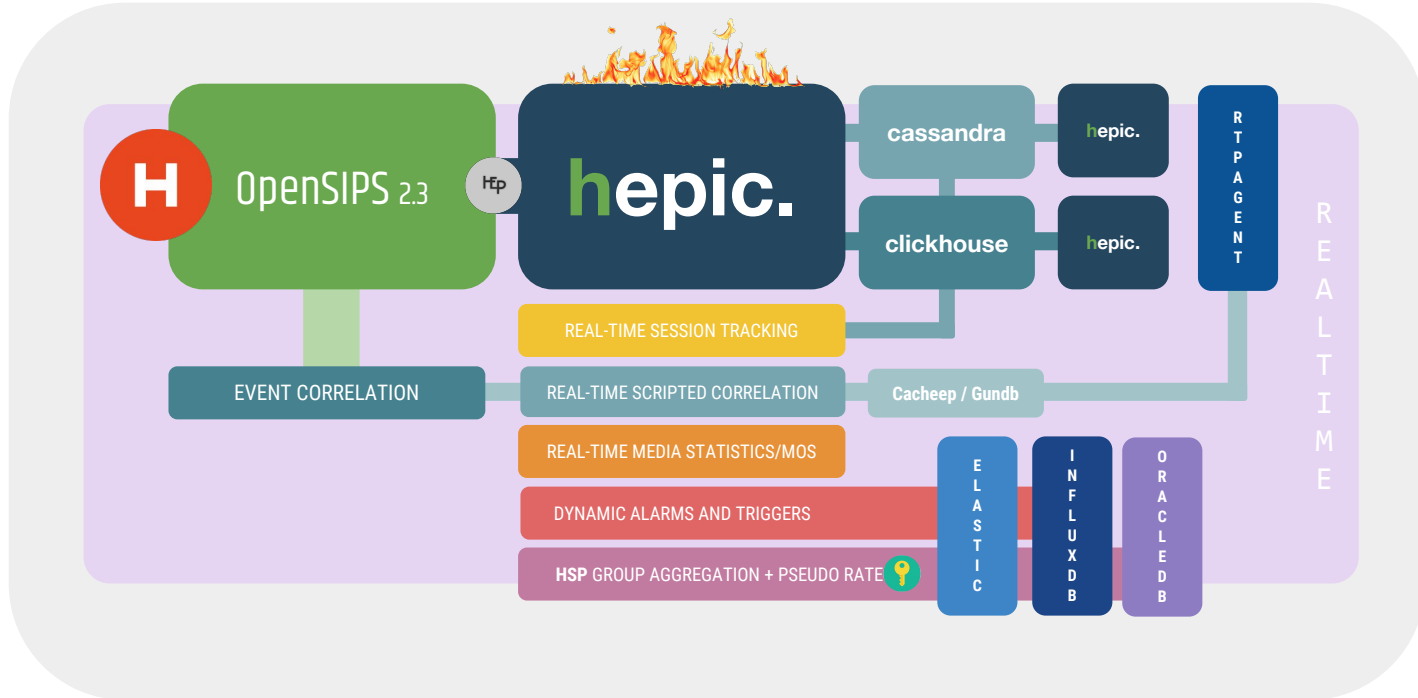 H
OpenSIPS 2.3
HEP
hepic.
cassandra
hepic.
clickhouse
hepic.
RTPAGENT
REALTIME
REAL-TIME SESSION TRACKING
EVENT CORRELATION
REAL-TIME SCRIPTED CORRELATION
Cacheep / Gundb
REAL-TIME MEDIA STATISTICS/MOS
DYNAMIC ALARMS AND TRIGGERS
HSP GROUP AGGREGATION + PSEUDO RATE
ELASTIC
INFLUXDB
ORACLEDB